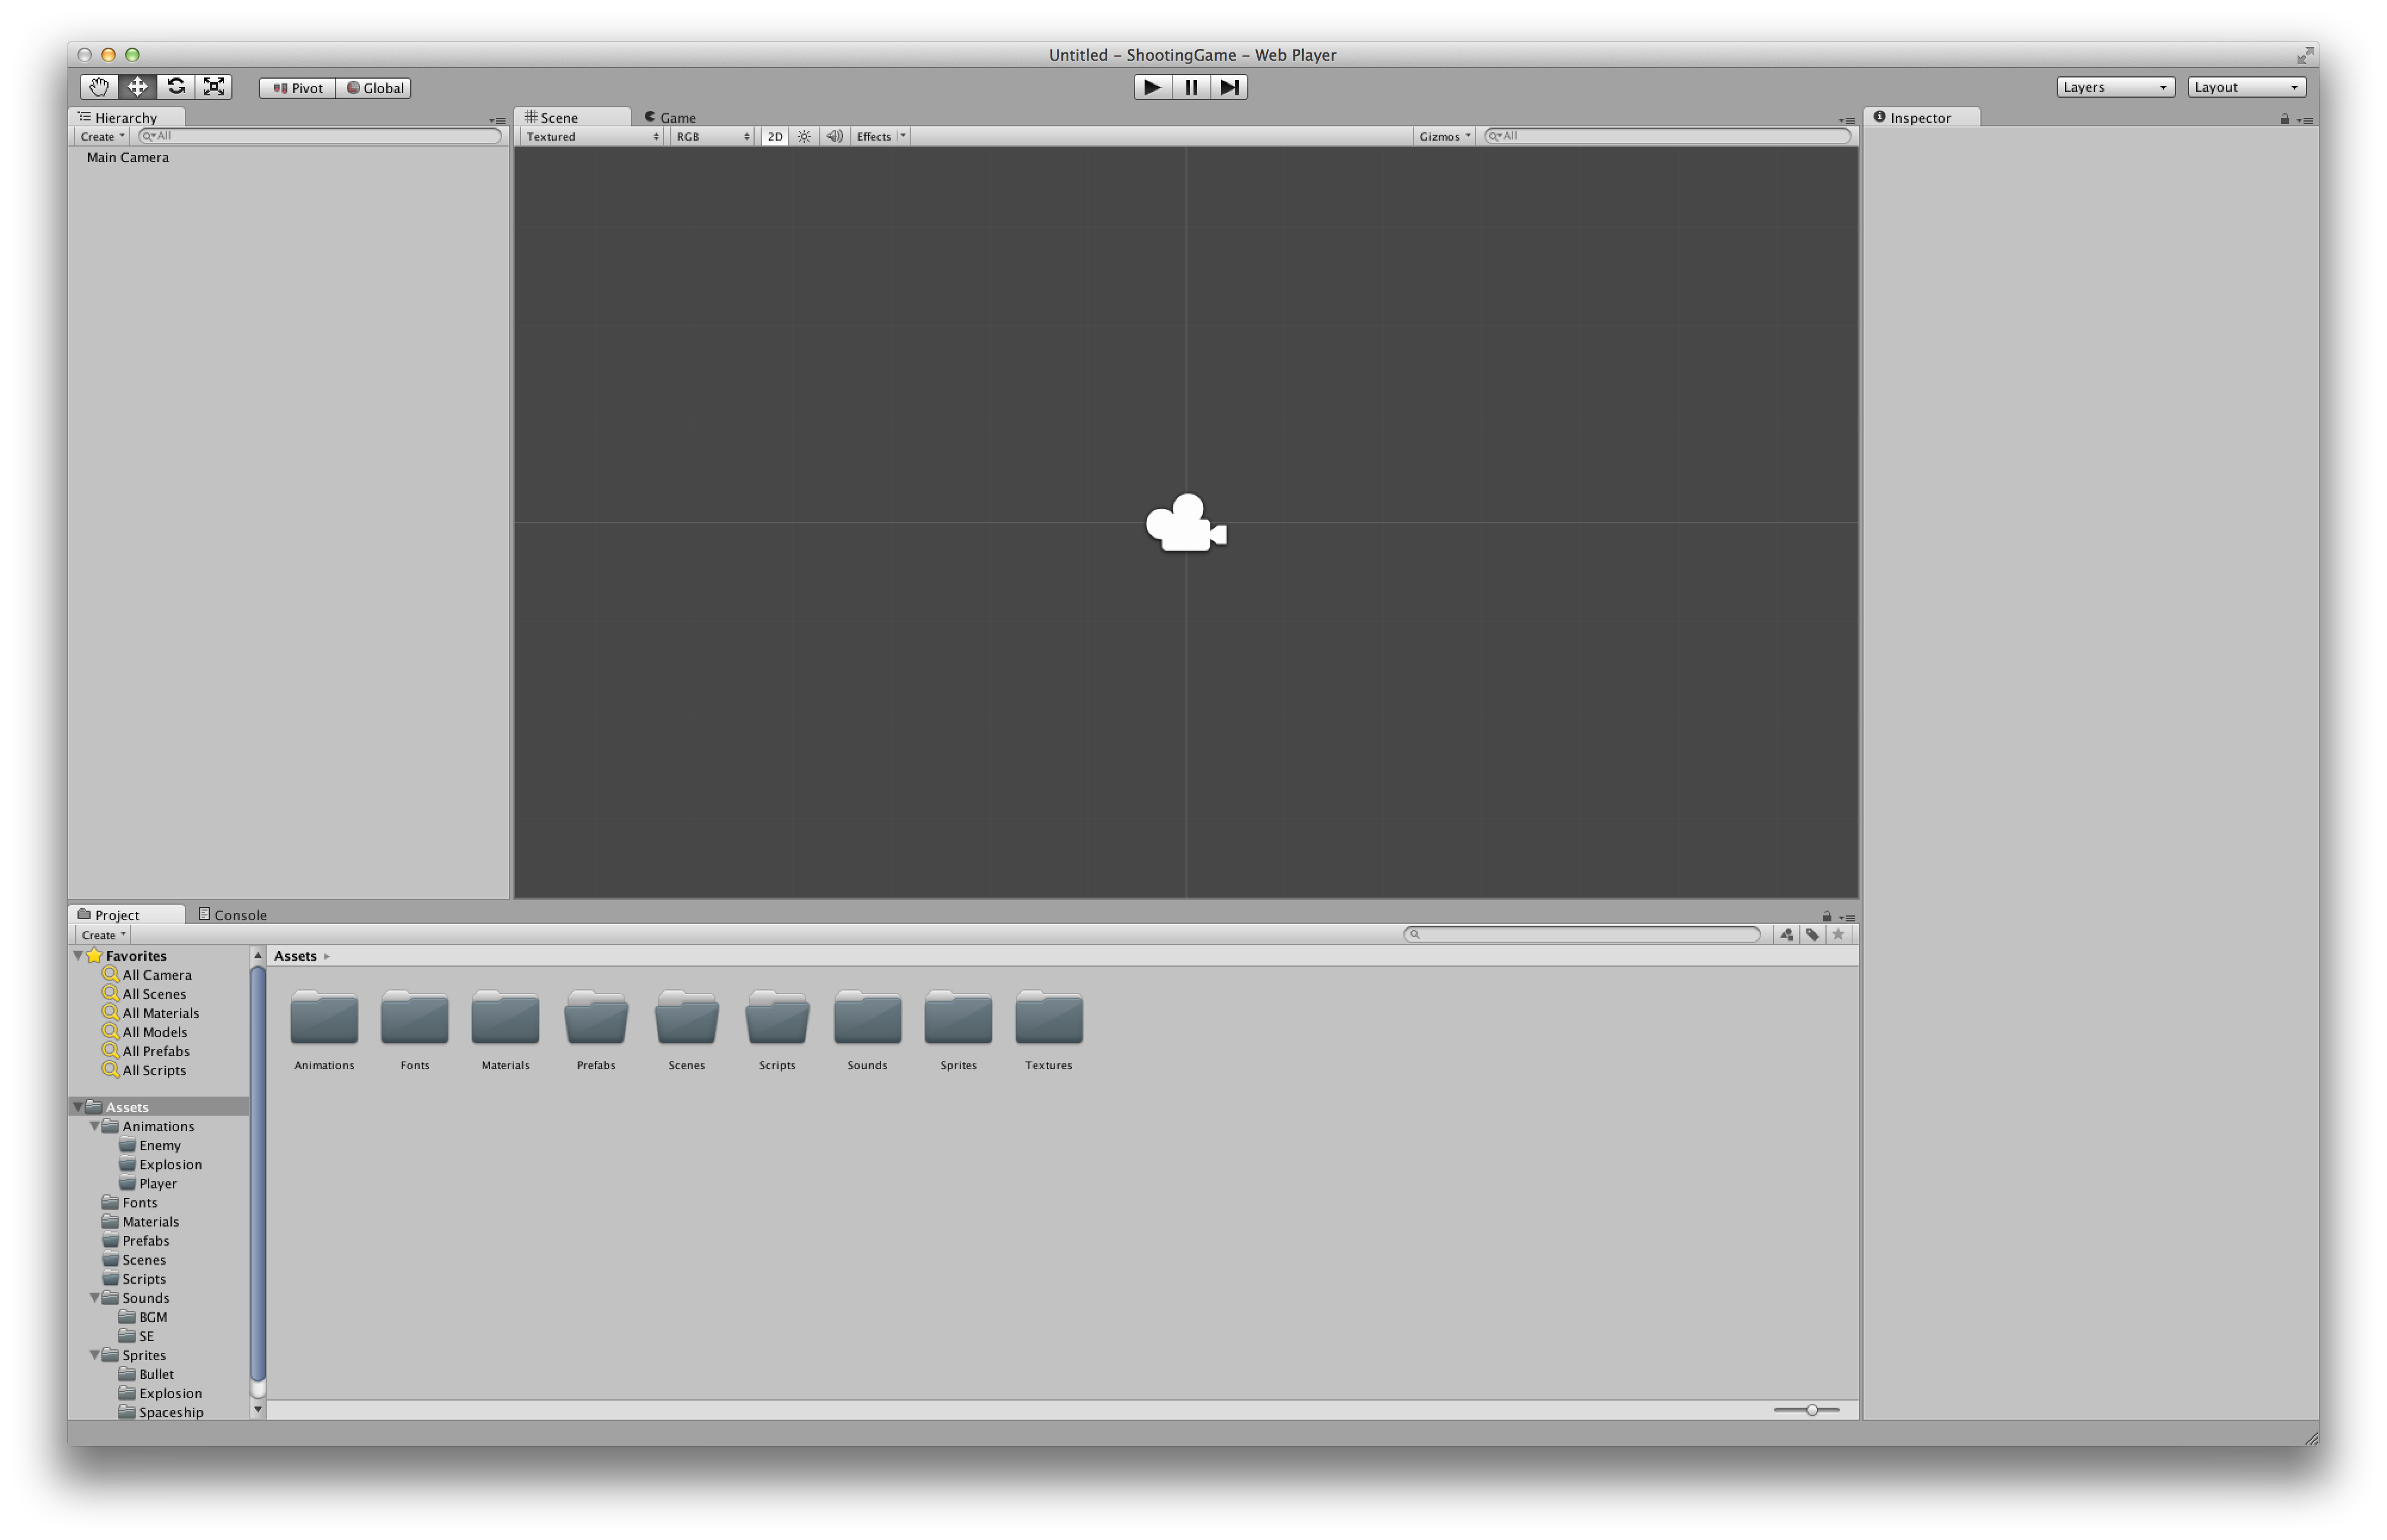 Untitled – ShootingGame – Web Player
Pivot Global
Layers Layout
Hierarchy
Create All
Main Camera
Scene Game
Textured RGB 2D Effects Gizmos All
Inspector
Project Console
Create
Favorites
All Camera
All Scenes
All Materials
All Models
All Prefabs
All Scripts
Assets
Animations
Enemy
Explosion
Player
Fonts
Materials
Prefabs
Scenes
Scripts
Sounds
BGM
SE
Sprites
Bullet
Explosion
Spaceship
Assets
Animations Fonts Materials Prefabs Scenes Scripts Sounds Sprites Textures